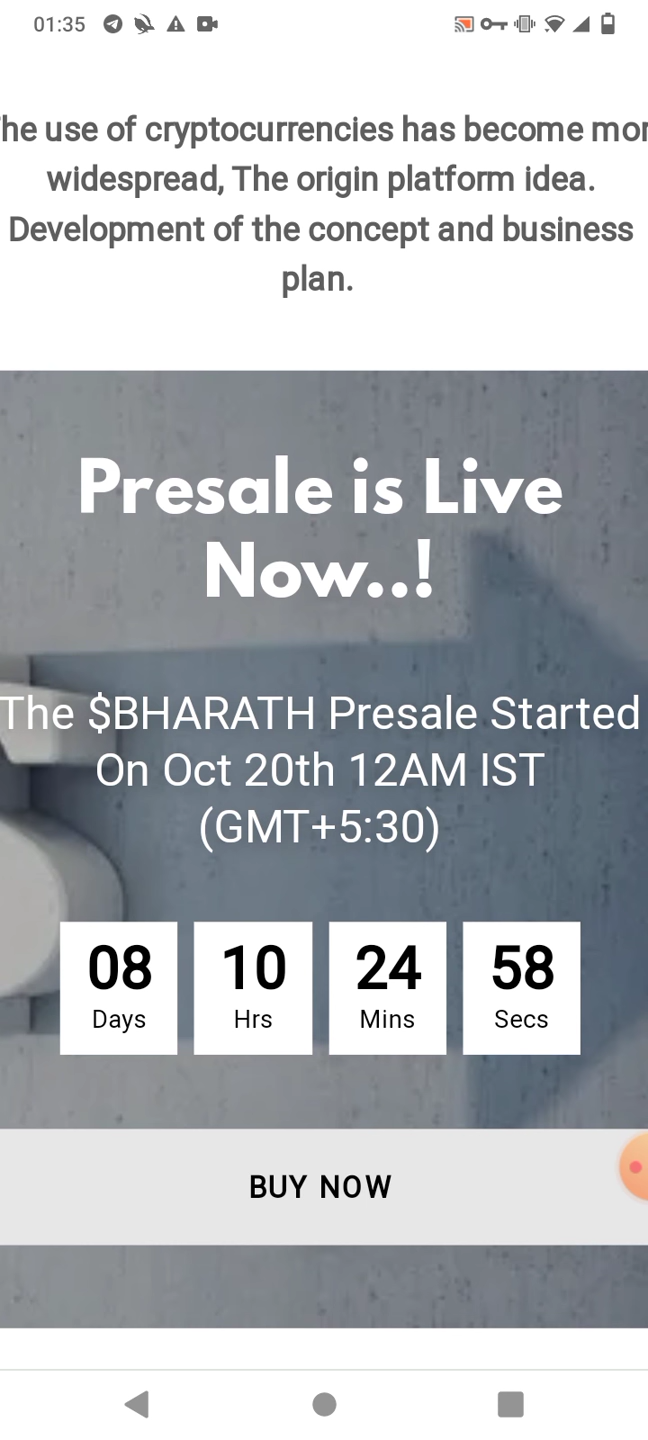 01:35
he use of cryptocurrencies has become mor
widespread, The origin platform idea.
Development of the concept and business
plan.
Presale is Live
Now..!
The $BHARATH Presale Started
On Oct 20th 12AM IST
(GMT+5:30)
08 10 24 58
Days Hrs Mins Secs
BUY NOW